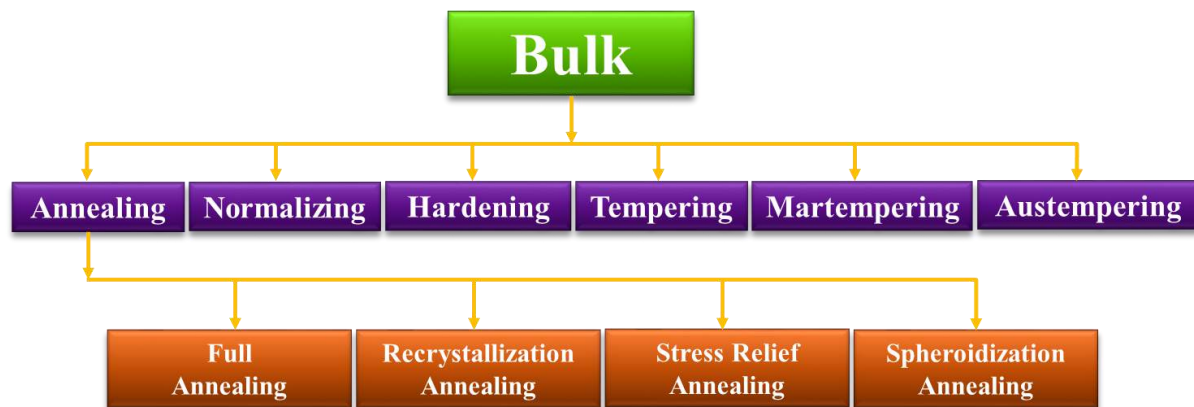 Bulk
Annealing
Normalizing
Hardening
Tempering
Martempering
Austempering
Full
Annealing
Recrystallization
Annealing
Stress Relief
Annealing
Spheroidization
Annealing